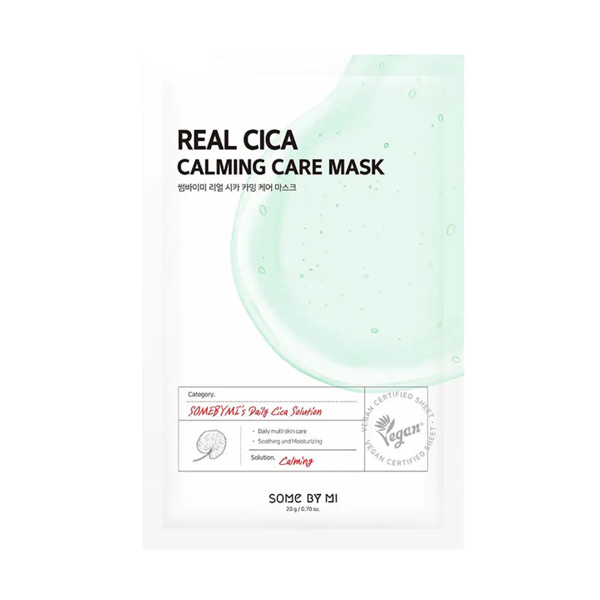 REAL CICA
CALMING CARE MASK
썸바이미 리얼 시카 카밍 케어 마스크
Category.
SOMEBYMI's Daily Cica Solution
• Daily multi skin care
• Soothing and Moisturizing
Solution.
Calming
VEGAN CERTIFIED SHEET •
Vegan®
VEGAN CERTIFIED SHEET •
SOME BY MI
20 g / 0.70 oz.